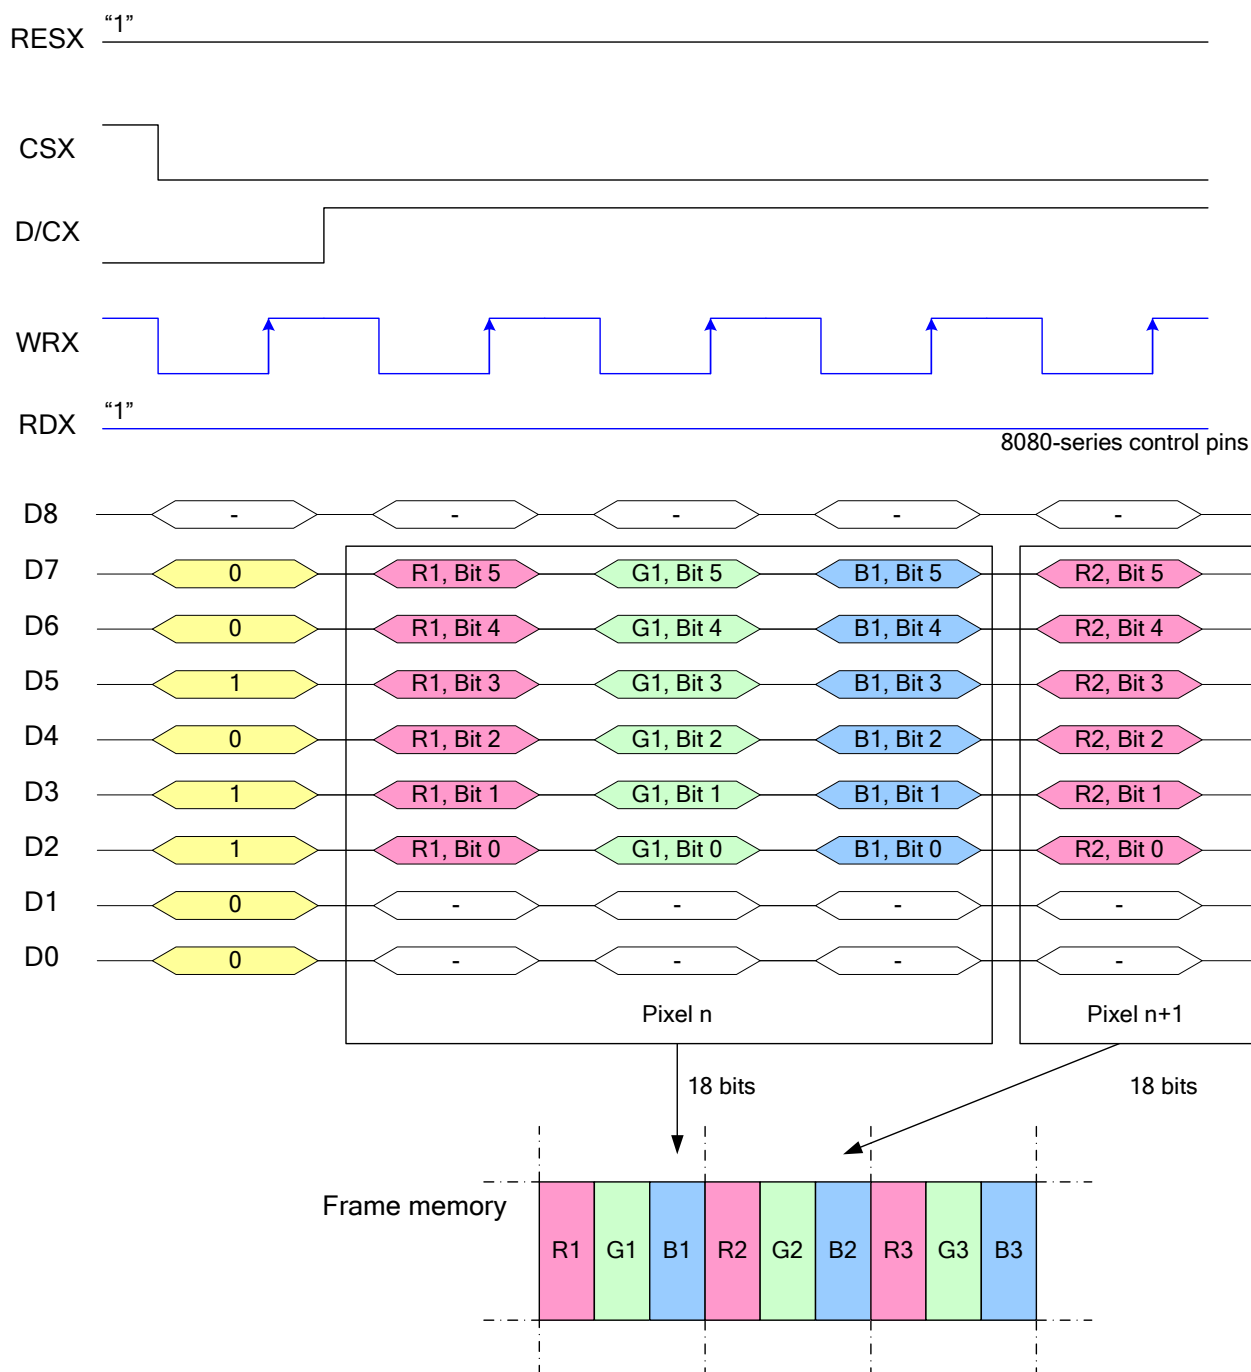 RESX “1”
CSX
D/CX
WRX
RDX “1”
8080-series control pins
D8 - - - - -
D7 0 R1, Bit 5 G1, Bit 5 B1, Bit 5 R2, Bit 5
D6 0 R1, Bit 4 G1, Bit 4 B1, Bit 4 R2, Bit 4
D5 1 R1, Bit 3 G1, Bit 3 B1, Bit 3 R2, Bit 3
D4 0 R1, Bit 2 G1, Bit 2 B1, Bit 2 R2, Bit 2
D3 1 R1, Bit 1 G1, Bit 1 B1, Bit 1 R2, Bit 1
D2 1 R1, Bit 0 G1, Bit 0 B1, Bit 0 R2, Bit 0
D1 0 - - - -
D0 0 - - - -
Pixel n Pixel n+1
18 bits 18 bits
Frame memory
R1 G1 B1 R2 G2 B2 R3 G3 B3